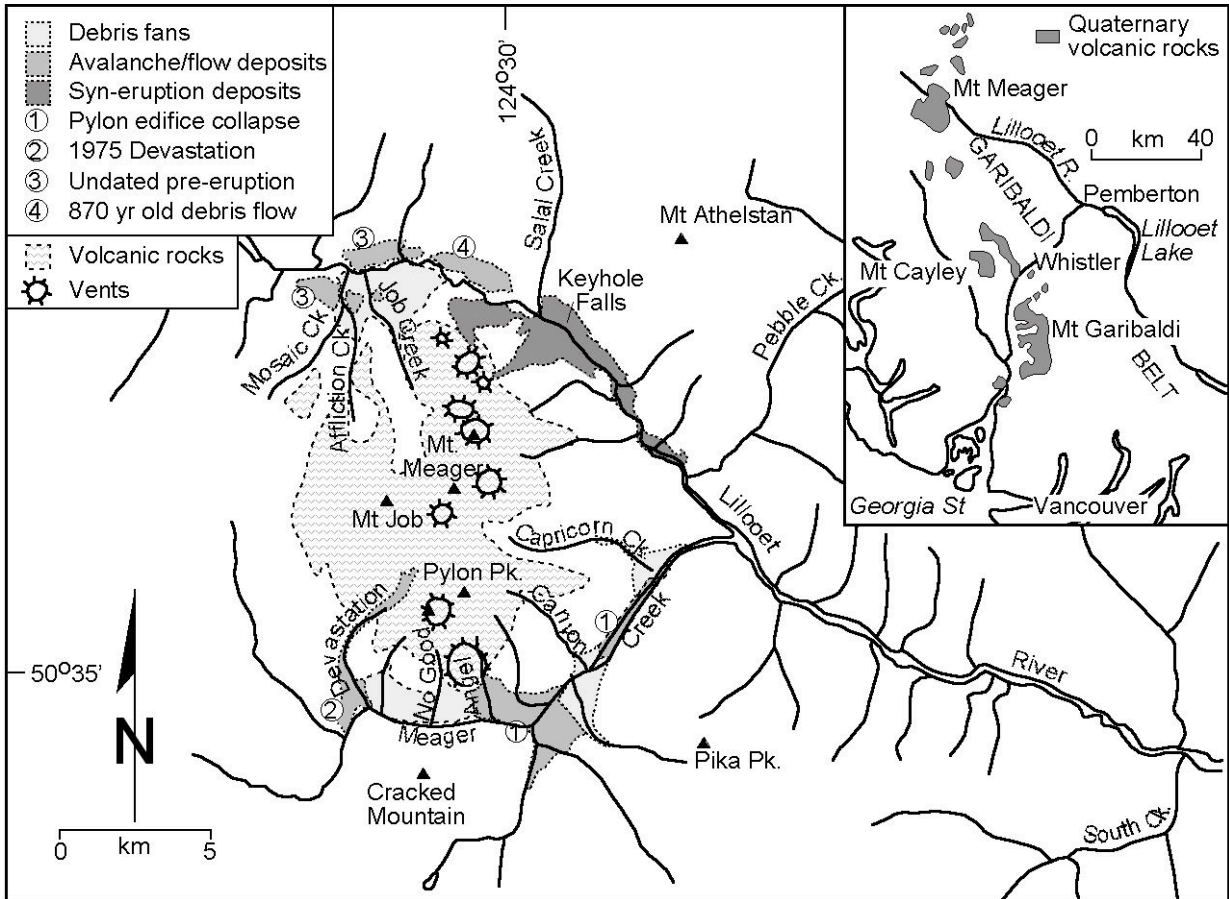 Debris fans
Avalanche/flow deposits
Syn-eruption deposits
① Pylon edifice collapse
② 1975 Devastation
③ Undated pre-eruption
④ 870 yr old debris flow
Volcanic rocks
Vents
124°30’
50°35’
Salal Creek
Mt Athelstan
Keyhole
Falls
Pebble Ck.
③
④
③
Job
Creek
Mosaic Ck
Affliction Ck
Mt.
Meager
Mt Job
Capricorn Ck
Lillooet
River
Pylon Pk.
Devastation
No Good
Angel
Canyon
①
Creek
②
Meager
①
Pika Pk.
Cracked
Mountain
South Ck.
N
0 km 5
Quaternary
volcanic rocks
Mt Meager
0 km 40
Lillooet R.
GARIBALDI
Pemberton
Lillooet
Lake
Mt Cayley
Whistler
Mt Garibaldi
BELT
Georgia St
Vancouver